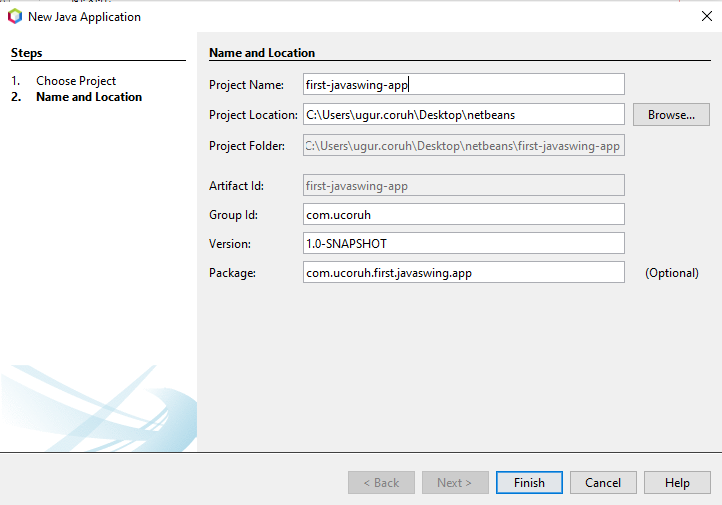 New Java Application
Steps
1. Choose Project
2. Name and Location
Name and Location
Project Name: first-javaswing-app
Project Location: C:\Users\ugur.coruh\Desktop\netbeans Browse...
Project Folder: C:\Users\ugur.coruh\Desktop\netbeans\first-javaswing-app
Artifact Id: first-javaswing-app
Group Id: com.ucoruh
Version: 1.0-SNAPSHOT
Package: com.ucoruh.first.javaswing.app (Optional)
< Back Next > Finish Cancel Help